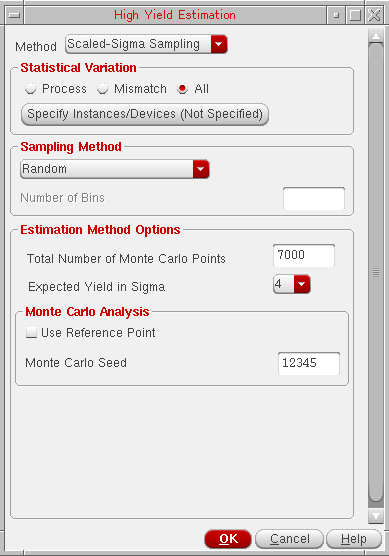 High Yield Estimation
Method Scaled-Sigma Sampling
Statistical Variation
Process Mismatch All
Specify Instances/Devices (Not Specified)
Sampling Method
Random
Number of Bins
Estimation Method Options
Total Number of Monte Carlo Points 7000
Expected Yield in Sigma 4
Monte Carlo Analysis
Use Reference Point
Monte Carlo Seed 12345
OK Cancel Help